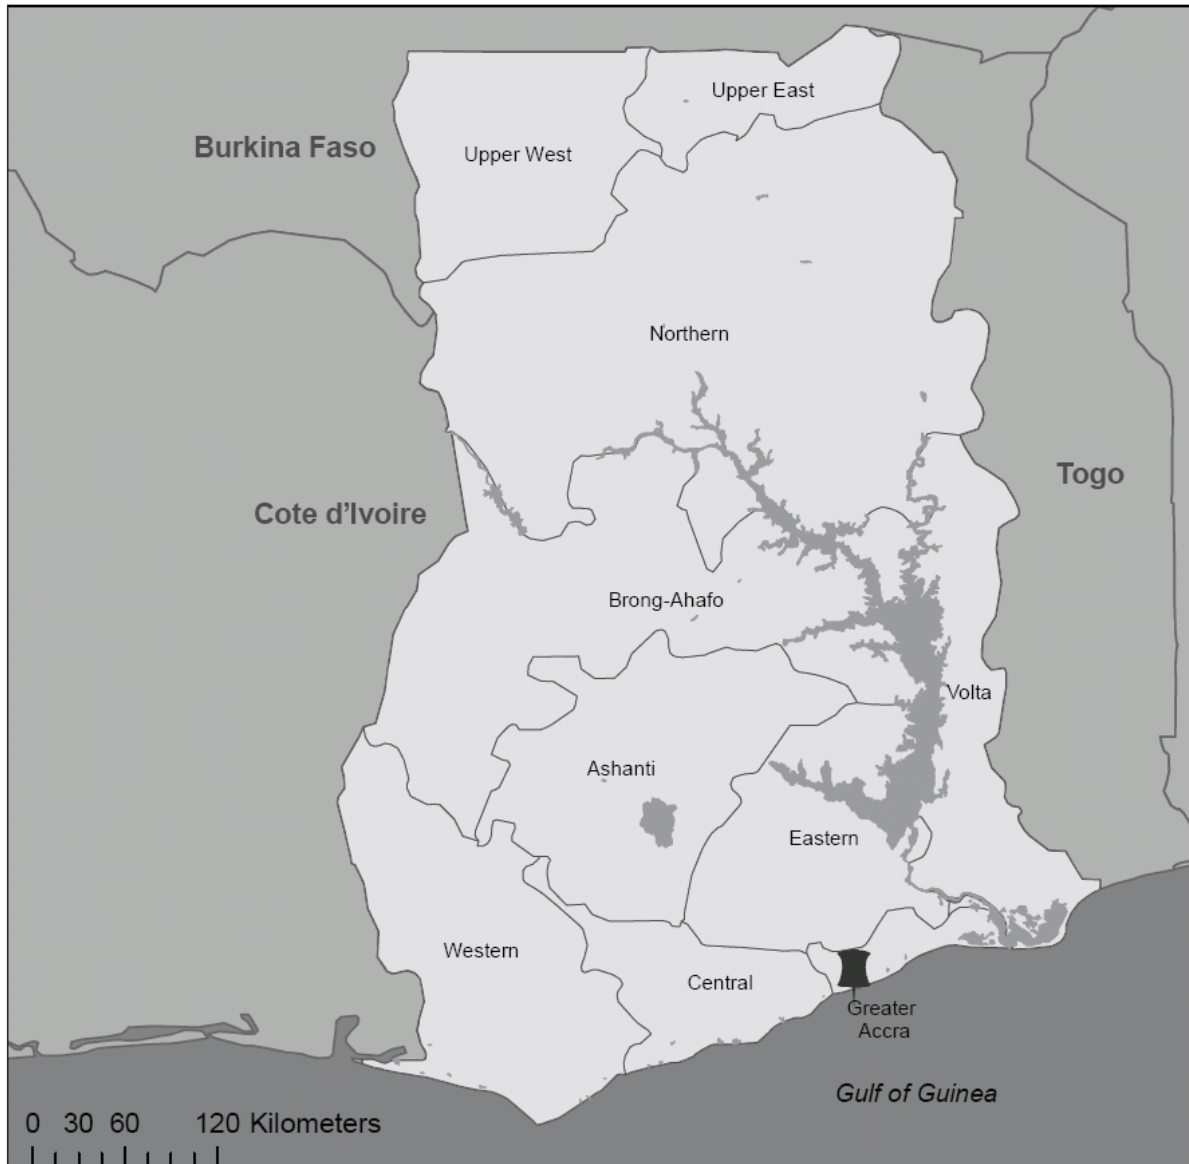 Upper East
Burkina Faso
Upper West
Northern
Togo
Cote d'Ivoire
Brong-Ahafo
Volta
Ashanti
Eastern
Western
Central
Greater
Accra
Gulf of Guinea
0 30 60 120 Kilometers